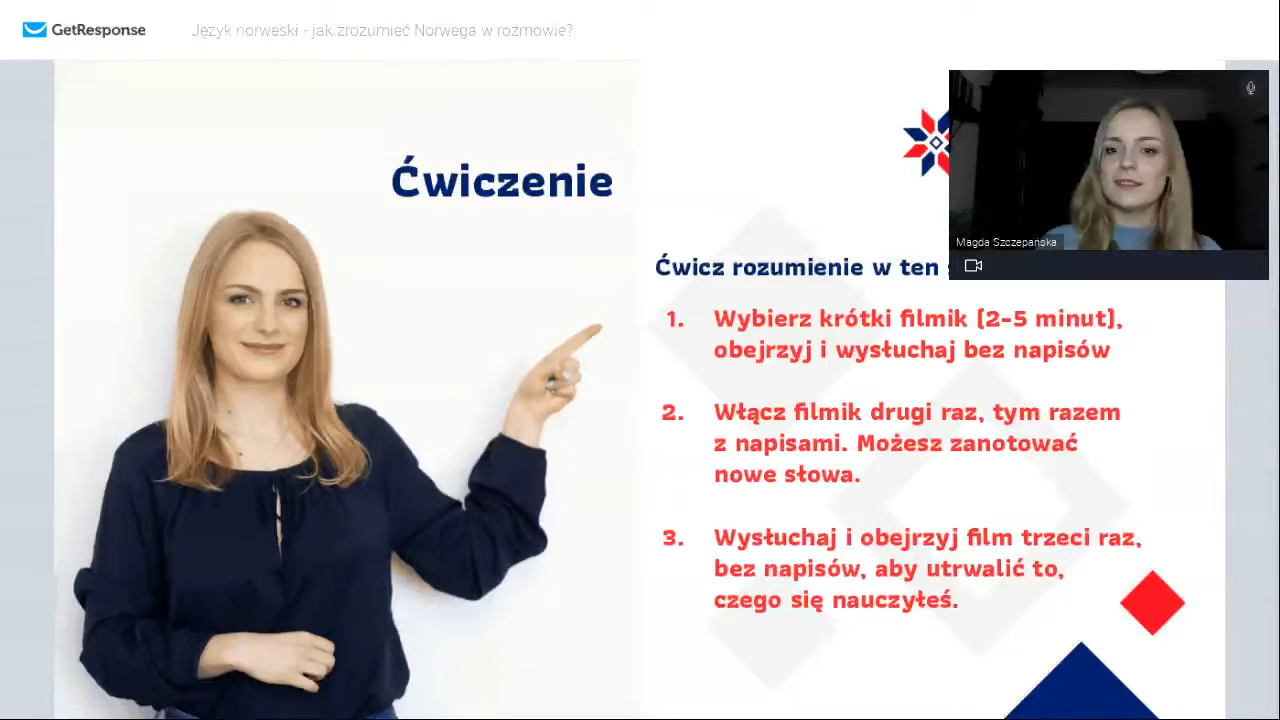 GetResponse
Język norweski - jak zrozumieć Norwega w rozmowie?
Magda Szczepańska
Ćwiczenie
Ćwicz rozumienie w ten
1. Wybierz krótki filmik (2-5 minut),
obejrzyj i wysłuchaj bez napisów
2. Włącz filmik drugi raz, tym razem
z napisami. Możesz zanotować
nowe słowa.
3. Wysłuchaj i obejrzyj film trzeci raz,
bez napisów, aby utrwalić to,
czego się nauczyłeś.